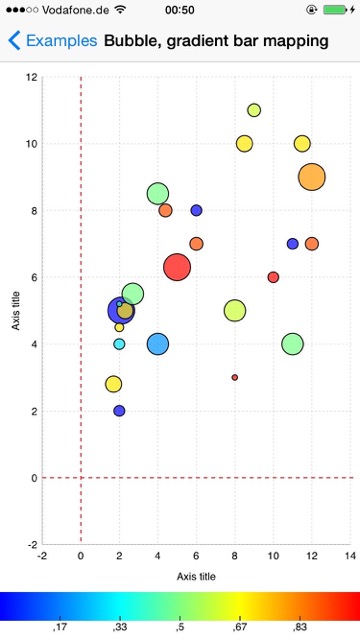 Vodafone.de 00:50
Examples Bubble, gradient bar mapping
12
10
8
6
4
2
0
-2
Axis title
-2 0 2 4 6 8 10 12 14
Axis title
,17 ,33 ,5 ,67 ,83